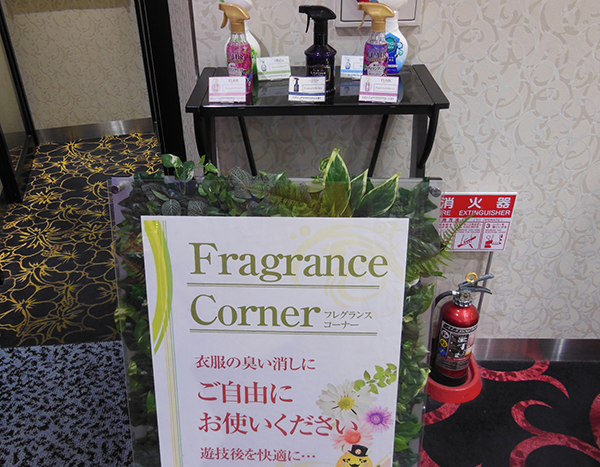 消火器
FIRE EXTINGUISHER
Fragrance
Corner
フレグランス
コーナー
衣服の臭い消しに
ご自由に
お使いください
遊技後を快適に…